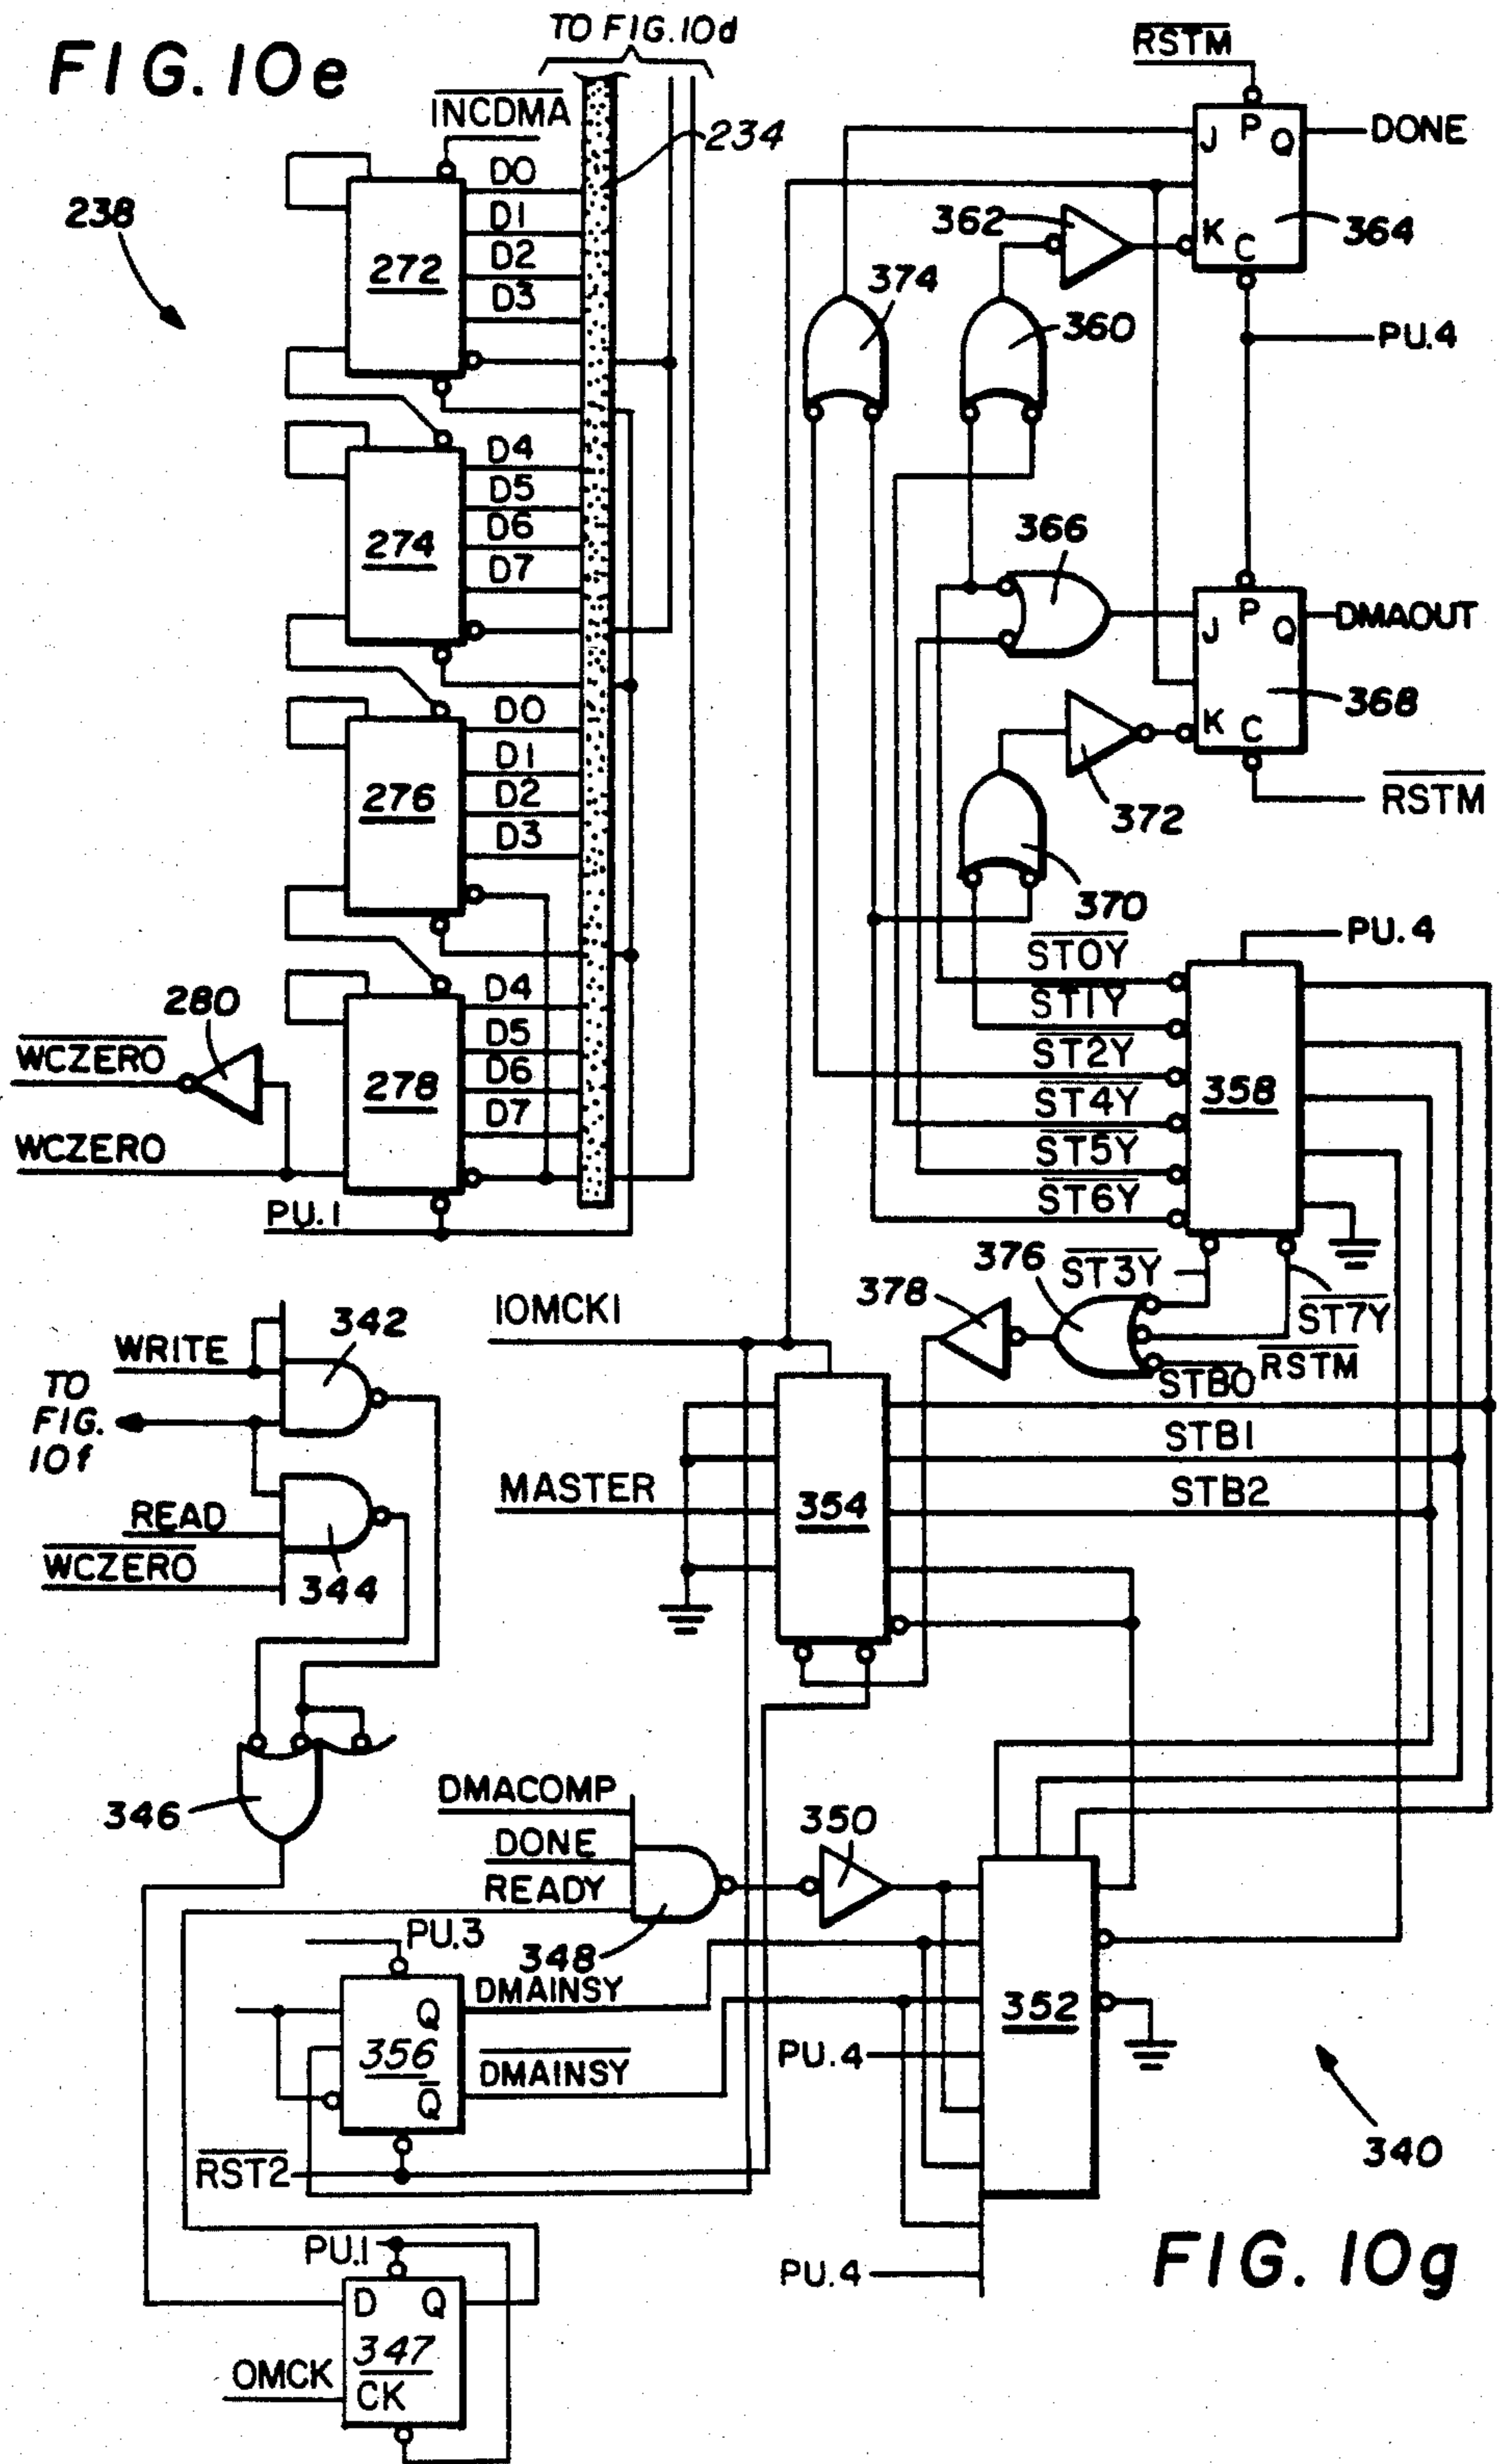 FIG. 10e
TO FIG. 10d
INCDMA
234
238
272
D0
D1
D2
D3
274
D4
D5
D6
D7
276
D0
D1
D2
D3
278
D4
D5
D6
D7
280
WCZERO
WCZERO
PU.1
RSTM
J P Q
K C
DONE
364
362
374
360
PU.4
366
J P Q
K C
DMAOUT
368
372
RSTM
370
PU.4
ST0Y
ST1Y
ST2Y
ST4Y
ST5Y
ST6Y
358
376
ST3Y
ST7Y
378
RSTM
IOMCK1
STB0
STB1
STB2
MASTER
354
342
WRITE
TO
FIG.
10f
READ
WCZERO
344
346
DMACOMP
DONE
READY
348
350
352
PU.3
Q
356
Q
DMAINSY
DMAINSY
PU.4
RST2
PU.4
340
PU.1
D Q
347
CK
OMCK
FIG. 10g